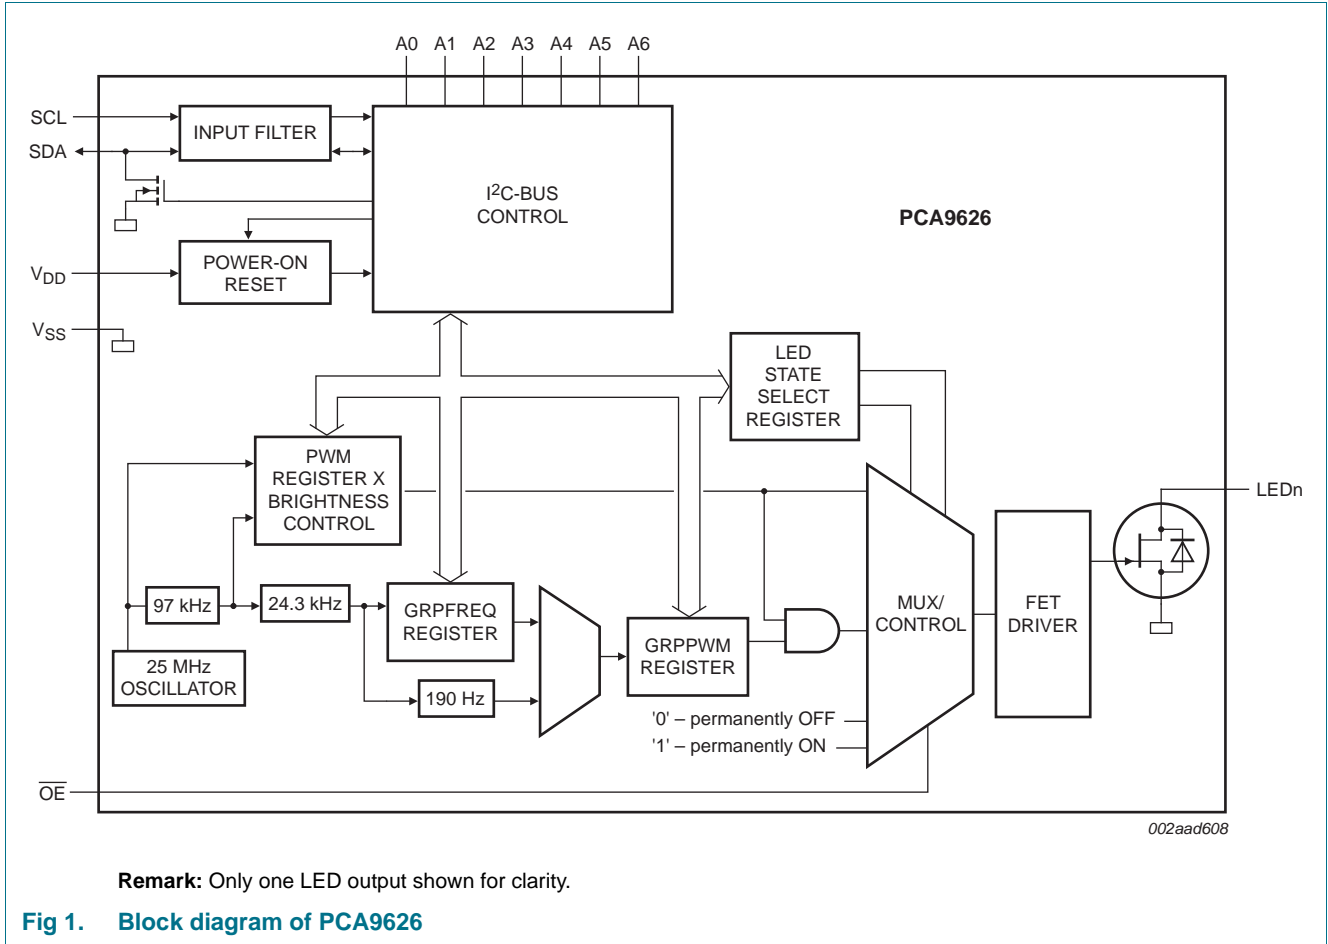 A0 A1 A2 A3 A4 A5 A6
SCL
SDA
INPUT FILTER
I2C-BUS
CONTROL
PCA9626
VDD
POWER-ON
RESET
VSS
LED
STATE
SELECT
REGISTER
PWM
REGISTER X
BRIGHTNESS
CONTROL
LEDn
97 kHz
24.3 kHz
GRPFREQ
REGISTER
MUX/
CONTROL
FET
DRIVER
GRPPWM
REGISTER
25 MHz
OSCILLATOR
190 Hz
'0' – permanently OFF
'1' – permanently ON
OE
002aad608
Remark: Only one LED output shown for clarity.
Fig 1. Block diagram of PCA9626